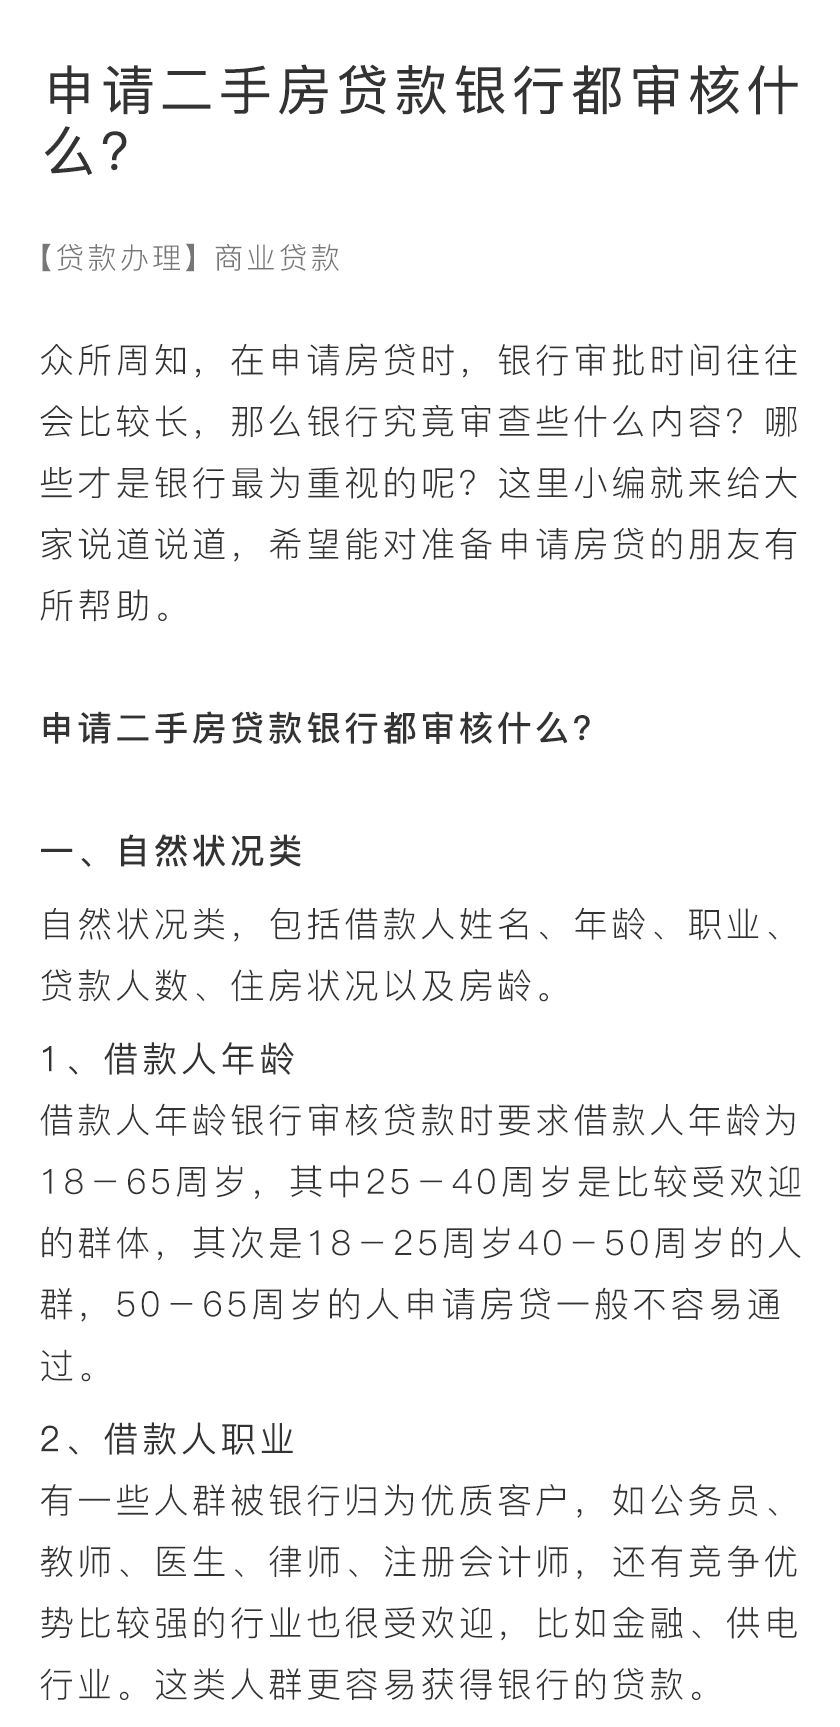 申请二手房贷款银行都审核什
么？
【贷款办理】商业贷款
众所周知，在申请房贷时，银行审批时间往往
会比较长，那么银行究竟审查些什么内容？哪
些才是银行最为重视的呢？这里小编就来给大
家说道说道，希望能对准备申请房贷的朋友有
所帮助。
申请二手房贷款银行都审核什么？
一、自然状况类
自然状况类，包括借款人姓名、年龄、职业、
贷款人数、住房状况以及房龄。
1、借款人年龄
借款人年龄银行审核贷款时要求借款人年龄为
18－65周岁，其中25－40周岁是比较受欢迎
的群体，其次是18－25周岁40－50周岁的人
群，50－65周岁的人申请房贷一般不容易通
过。
2、借款人职业
有一些人群被银行归为优质客户，如公务员、
教师、医生、律师、注册会计师，还有竞争优
势比较强的行业也很受欢迎，比如金融、供电
行业。这类人群更容易获得银行的贷款。